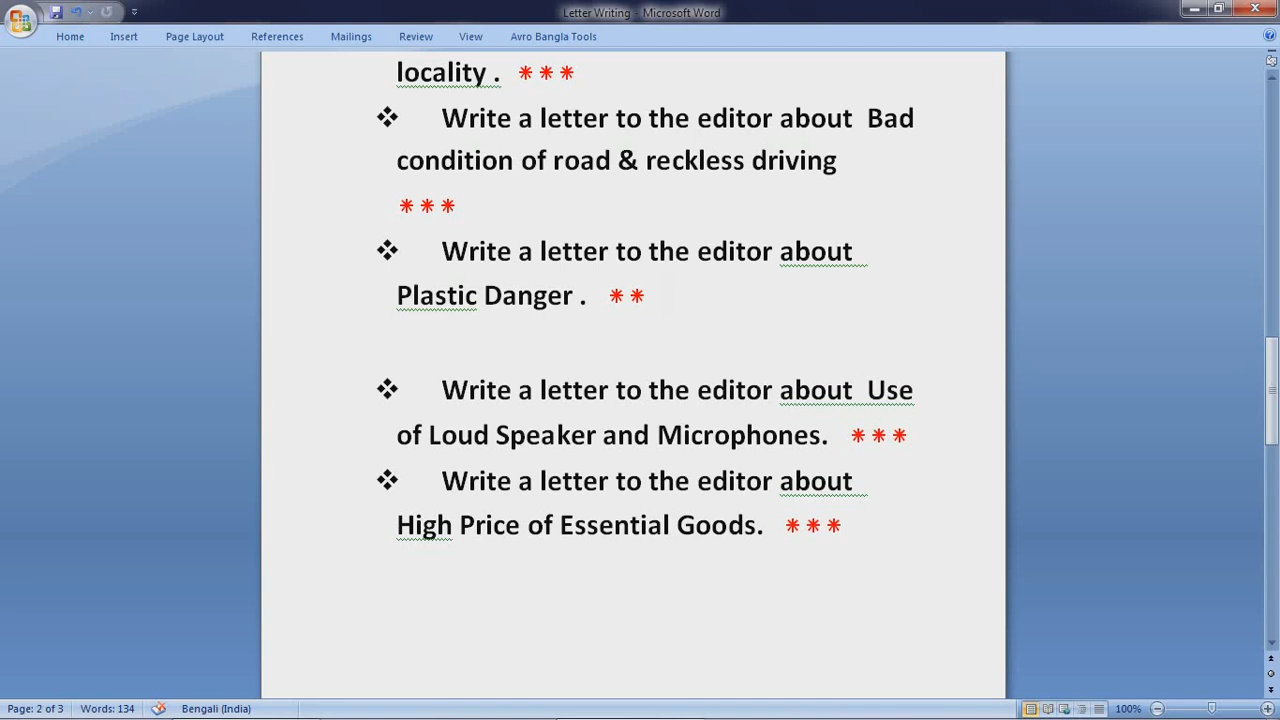 Letter Writing - Microsoft Word
Home Insert Page Layout References Mailings Review View Avro Bangla Tools
locality . ***
❖ Write a letter to the editor about Bad
condition of road & reckless driving
***
❖ Write a letter to the editor about
Plastic Danger . **
❖ Write a letter to the editor about Use
of Loud Speaker and Microphones. ***
❖ Write a letter to the editor about
High Price of Essential Goods. ***
Page: 2 of 3 Words: 134 Bengali (India) 100%